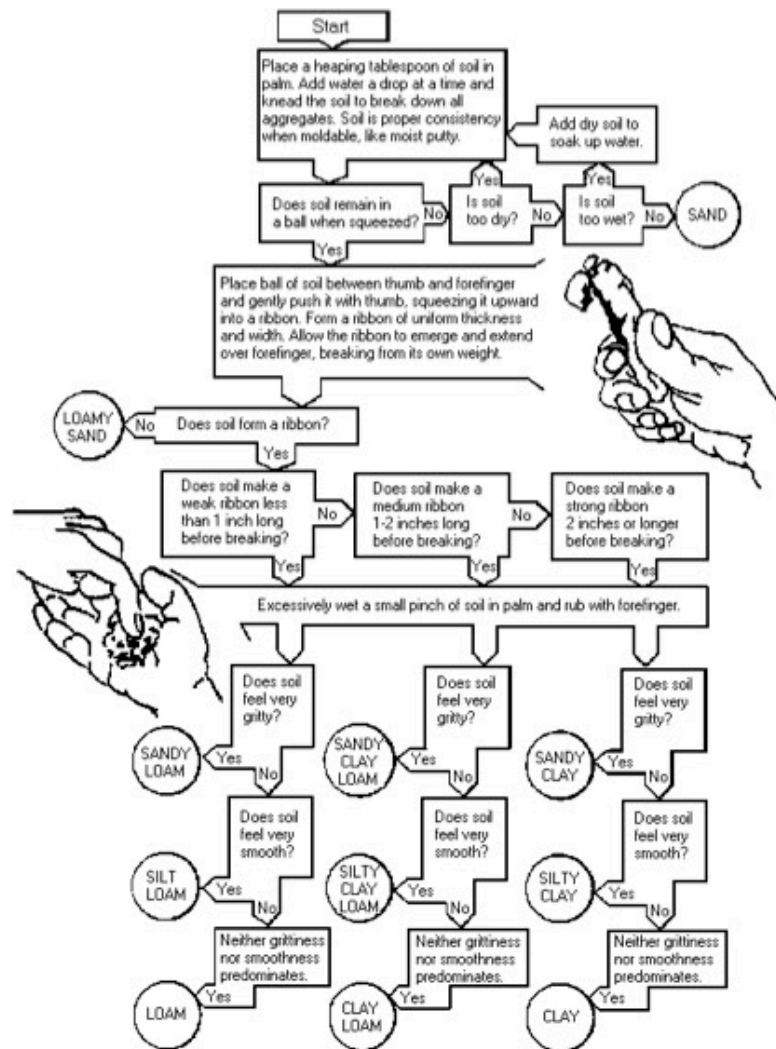 Start
Place a heaping tablespoon of soil in
palm. Add water a drop at a time and
knead the soil to break down all
aggregates. Soil is proper consistency
when moldable, like moist putty.
Add dry soil to
soak up water.
Yes
Yes
Does soil remain in
a ball when squeezed?
No
Is soil
too dry?
No
Is soil
too wet?
No
SAND
Yes
Place ball of soil between thumb and forefinger
and gently push it with thumb, squeezing it upward
into a ribbon. Form a ribbon of uniform thickness
and width. Allow the ribbon to emerge and extend
over forefinger, breaking from its own weight.
LOAMY
SAND
No
Does soil form a ribbon?
Yes
Does soil make a
weak ribbon less
than 1 inch long
before breaking?
No
Does soil make a
medium ribbon
1-2 inches long
before breaking?
No
Does soil make a
strong ribbon
2 inches or longer
before breaking?
Yes
Yes
Yes
Excessively wet a small pinch of soil in palm and rub with forefinger.
Does soil
feel very
gritty?
Does soil
feel very
gritty?
Does soil
feel very
gritty?
SANDY
LOAM
Yes
No
SANDY
CLAY
LOAM
Yes
No
SANDY
CLAY
Yes
No
Does soil
feel very
smooth?
Does soil
feel very
smooth?
Does soil
feel very
smooth?
SILT
LOAM
Yes
No
SILTY
CLAY
LOAM
Yes
No
SILTY
CLAY
Yes
No
Neither grittiness
nor smoothness
predominates.
Neither grittiness
nor smoothness
predominates.
Neither grittiness
nor smoothness
predominates.
LOAM
Yes
CLAY
LOAM
Yes
CLAY
Yes